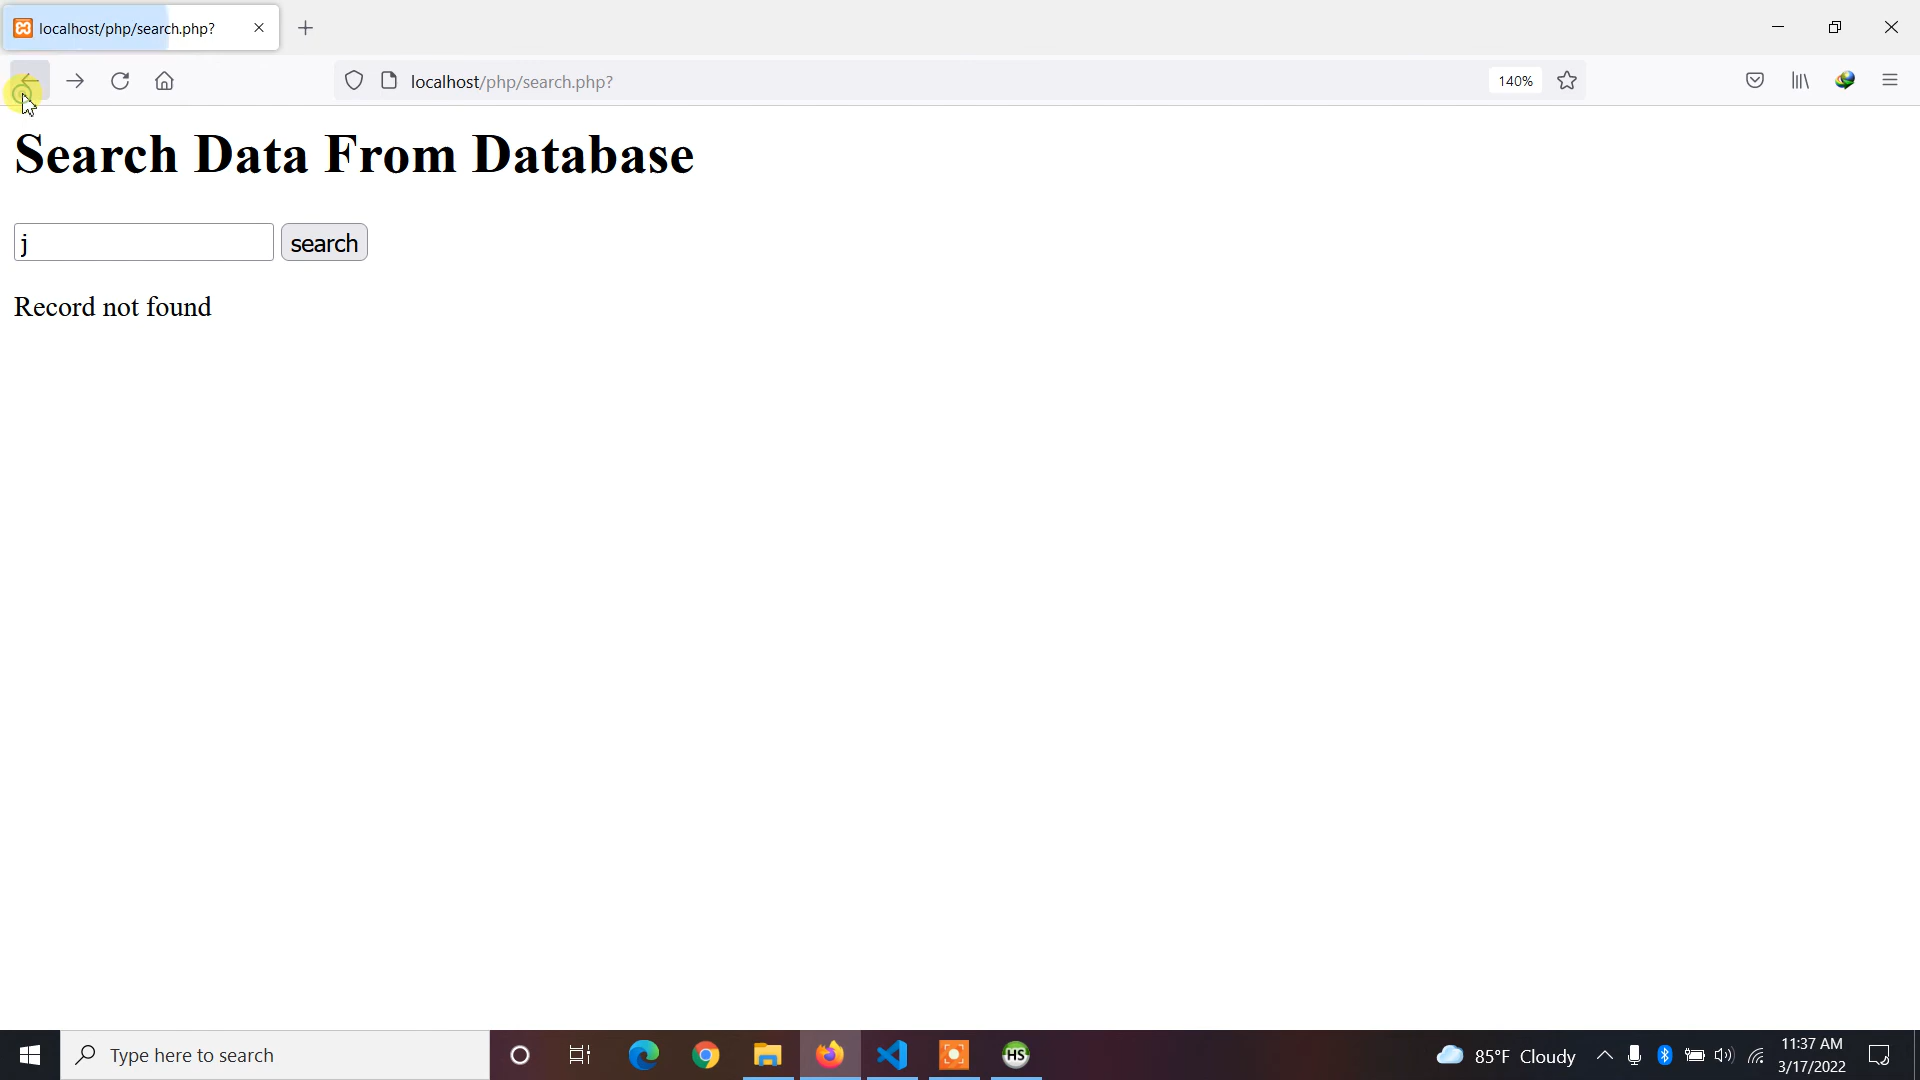 localhost/php/search.php?
localhost/php/search.php?
140%
Search Data From Database
j
search
Record not found
Type here to search
HS
85°F Cloudy
11:37 AM
3/17/2022